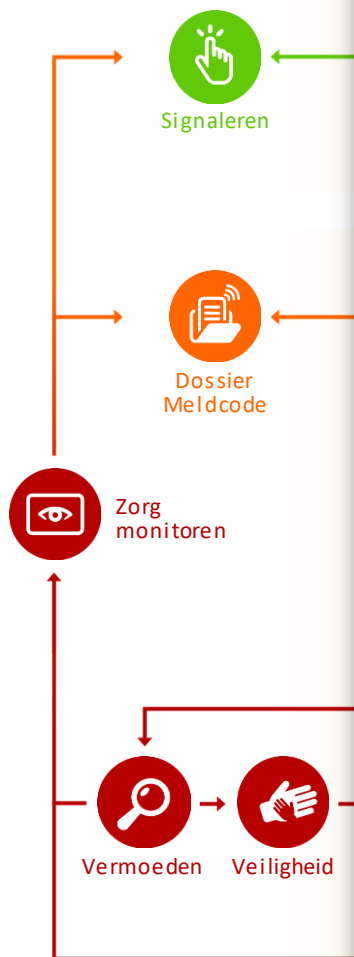 Signaleren
Dossier
Meldcode
Zorg
monitoren
Vermoeden
Veiligheid